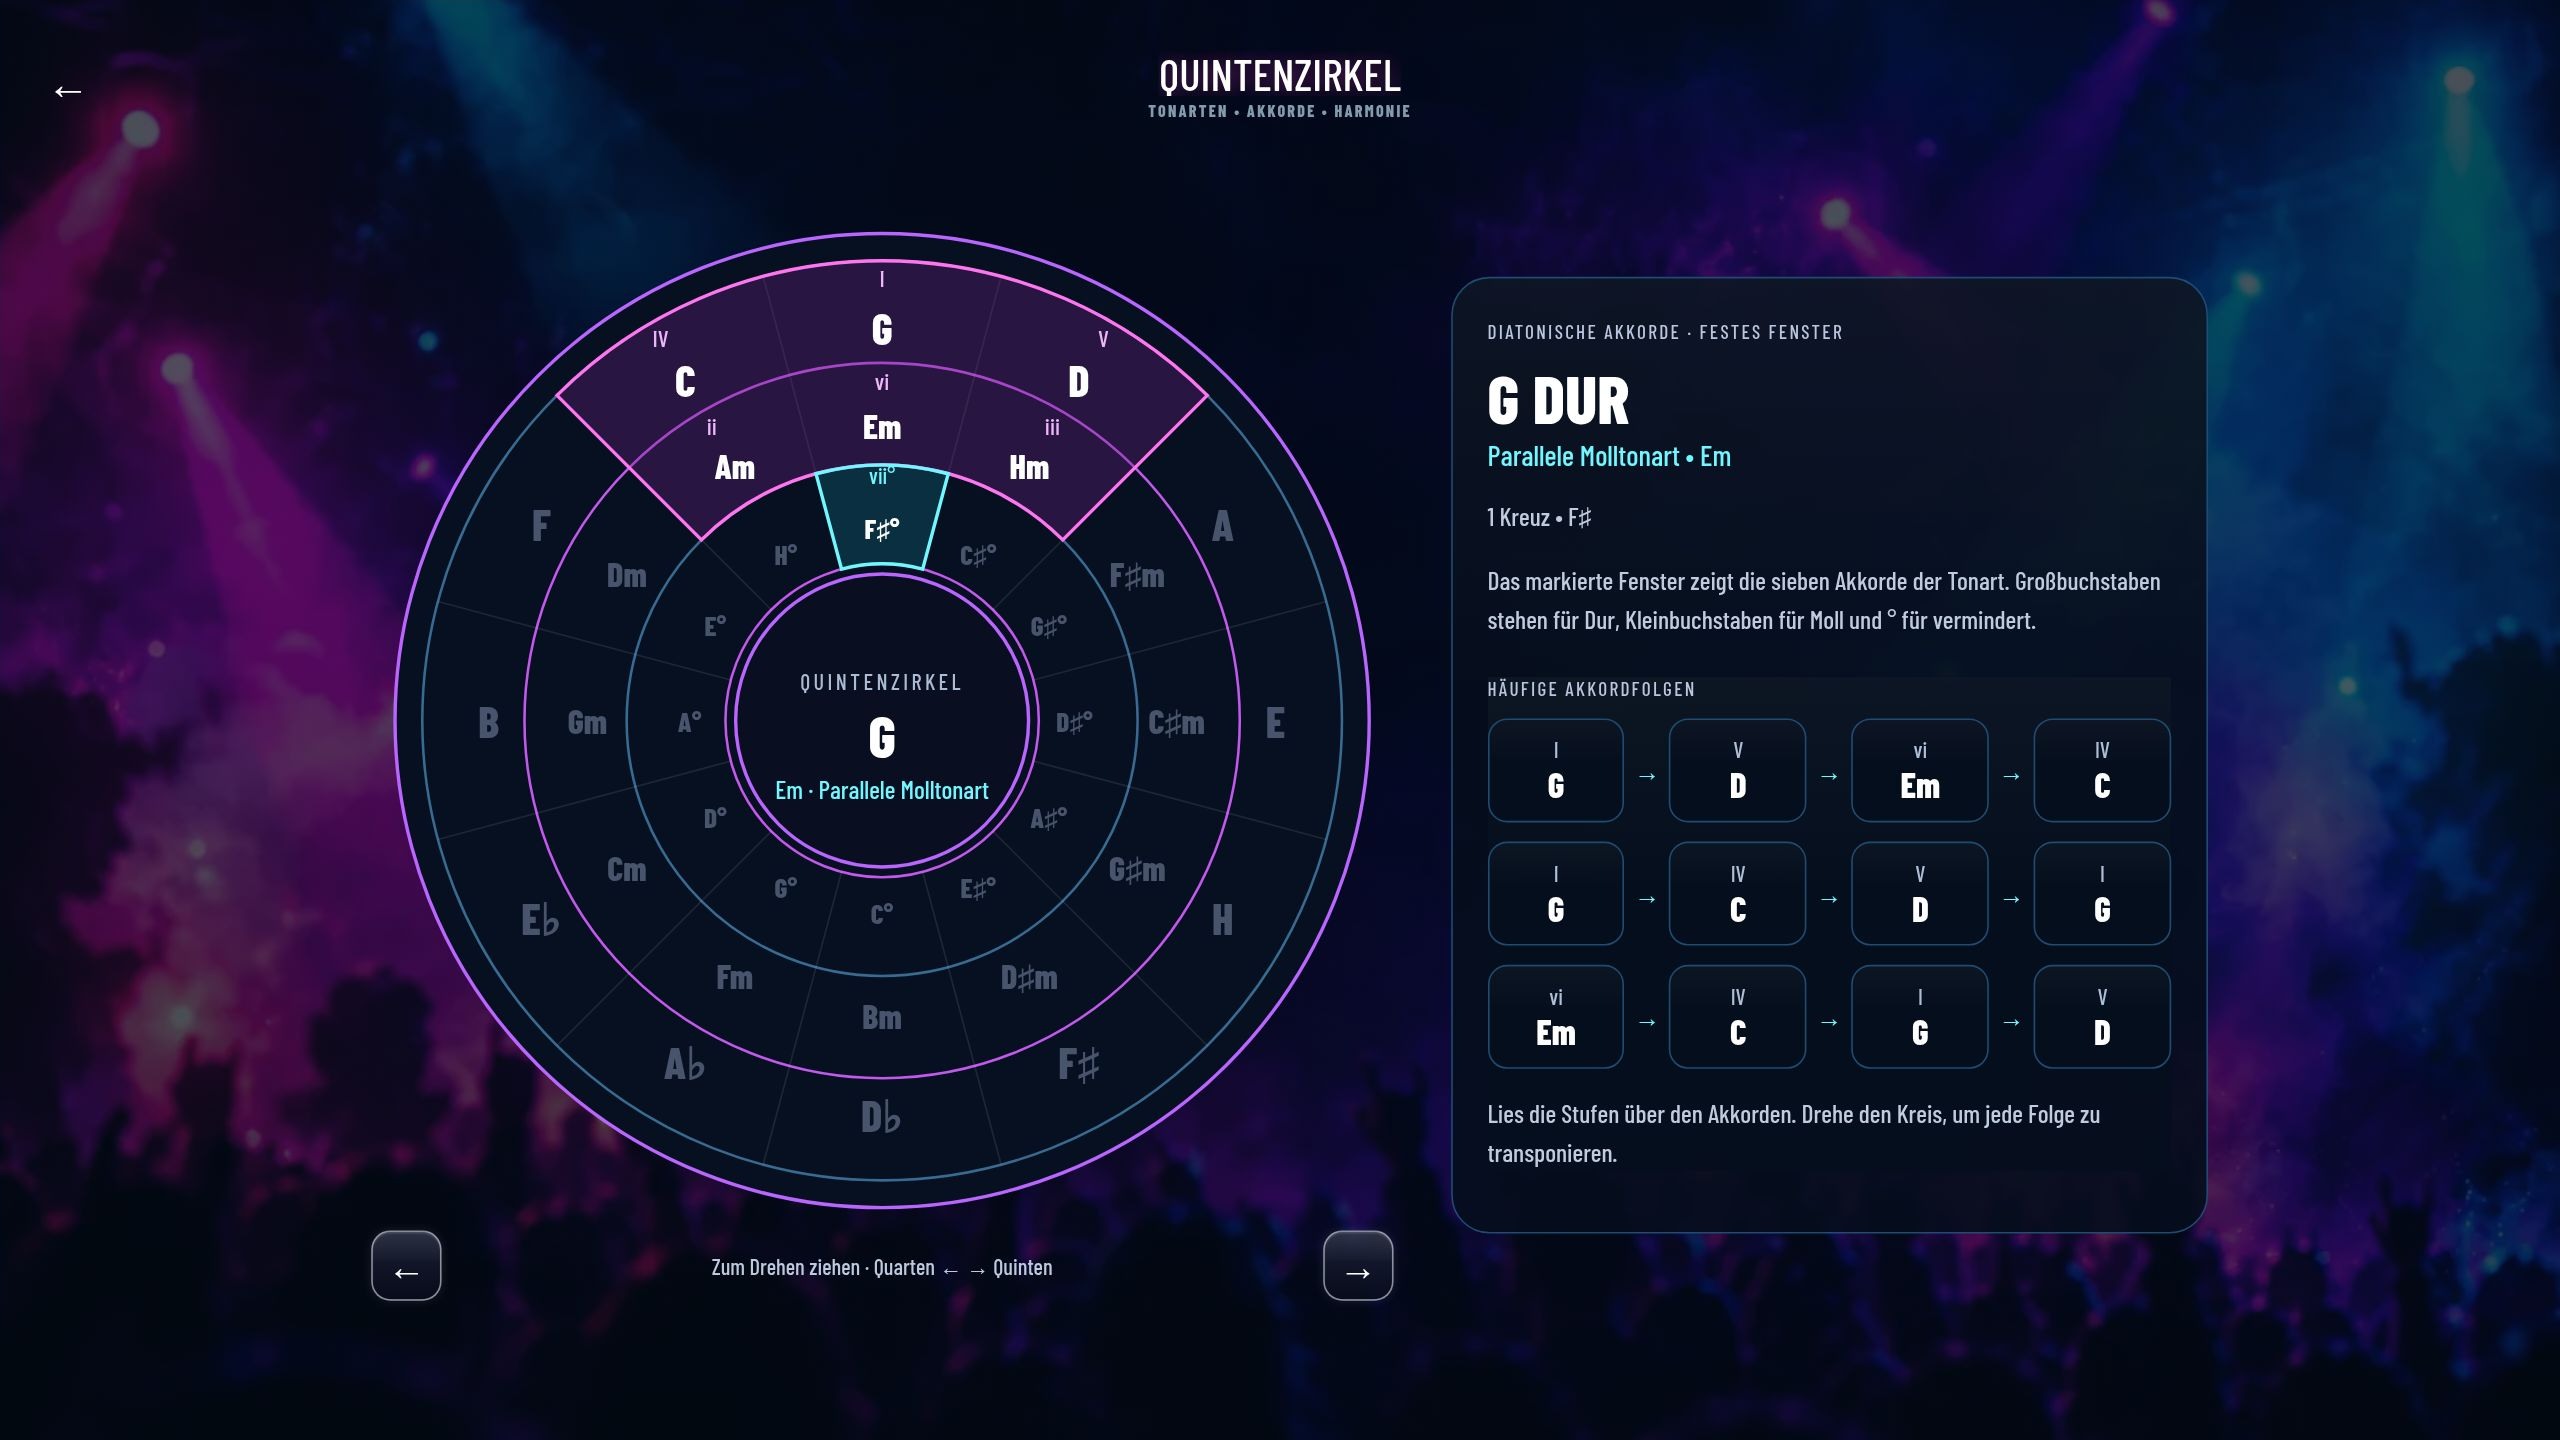 ←
QUINTENZIRKEL
TONARTEN • AKKORDE • HARMONIE
I
G
IV
C
V
D
vi
Em
ii
Am
iii
Hm
vii°
F♯°
F
A
Dm
H°
C♯°
F♯m
E°
G♯°
B
Gm
A°
D♯°
C♯m
E
QUINTENZIRKEL
G
Em · Parallele Molltonart
D°
A♯°
Cm
G♯m
G°
E♯°
C°
E♭
H
Fm
D♯m
Bm
A♭
F♯
D♭
←
Zum Drehen ziehen · Quarten ← → Quinten
→
DIATONISCHE AKKORDE · FESTES FENSTER
G DUR
Parallele Molltonart • Em
1 Kreuz • F♯
Das markierte Fenster zeigt die sieben Akkorde der Tonart. Großbuchstaben
stehen für Dur, Kleinbuchstaben für Moll und ° für vermindert.
HÄUFIGE AKKORDFOLGEN
I V vi IV
G → D → Em → C
I IV V I
G → C → D → G
vi IV I V
Em → C → G → D
Lies die Stufen über den Akkorden. Drehe den Kreis, um jede Folge zu
transponieren.